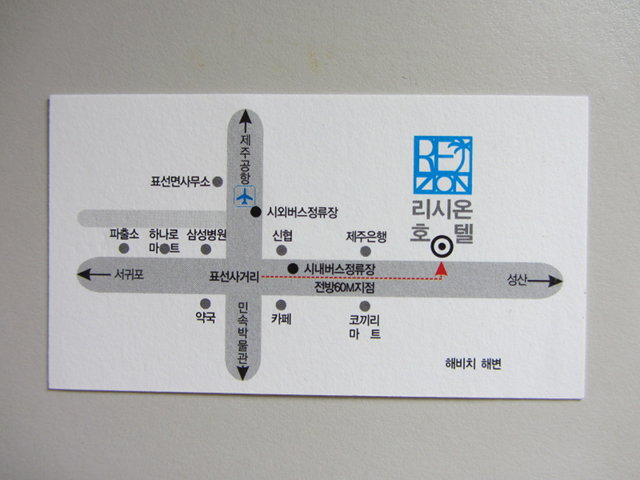 제주공항
표선면사무소
시외버스정류장
RE
ZION
리시온
호텔
파출소
하나로
마트
삼성병원
신협
제주은행
서귀포
표선사거리
시내버스정류장
전방60M지점
성산
약국
민속박물관
카페
코끼리
마 트
해비치 해변